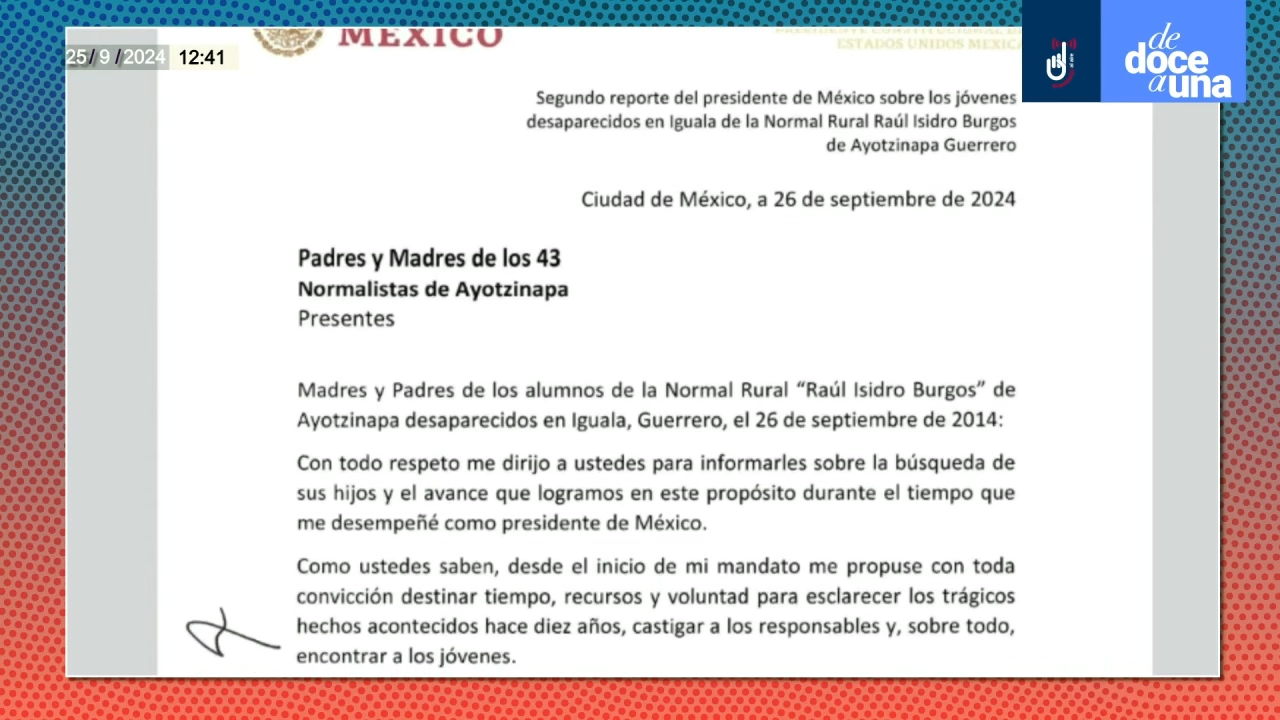 MÉXICO
PRESIDENTE CONSTITUCIONAL DE
ESTADOS UNIDOS MEXICA
25/ 9 /2024 12:41
de
doce
a una
Segundo reporte del presidente de México sobre los jóvenes
desaparecidos en Iguala de la Normal Rural Raúl Isidro Burgos
de Ayotzinapa Guerrero
Ciudad de México, a 26 de septiembre de 2024
Padres y Madres de los 43
Normalistas de Ayotzinapa
Presentes
Madres y Padres de los alumnos de la Normal Rural “Raúl Isidro Burgos” de
Ayotzinapa desaparecidos en Iguala, Guerrero, el 26 de septiembre de 2014:
Con todo respeto me dirijo a ustedes para informarles sobre la búsqueda de
sus hijos y el avance que logramos en este propósito durante el tiempo que
me desempeñé como presidente de México.
Como ustedes saben, desde el inicio de mi mandato me propuse con toda
convicción destinar tiempo, recursos y voluntad para esclarecer los trágicos
hechos acontecidos hace diez años, castigar a los responsables y, sobre todo,
encontrar a los jóvenes.